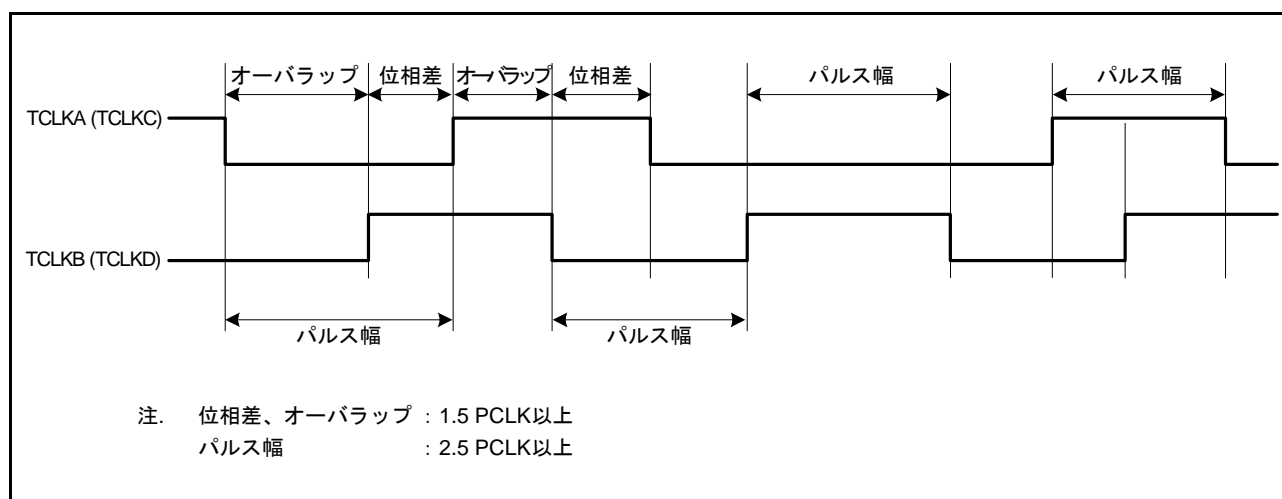 オーバラップ 位相差 オーバラップ 位相差 パルス幅 パルス幅
TCLKA (TCLKC)
TCLKB (TCLKD)
パルス幅 パルス幅
注. 位相差、オーバラップ : 1.5 PCLK以上
パルス幅 : 2.5 PCLK以上